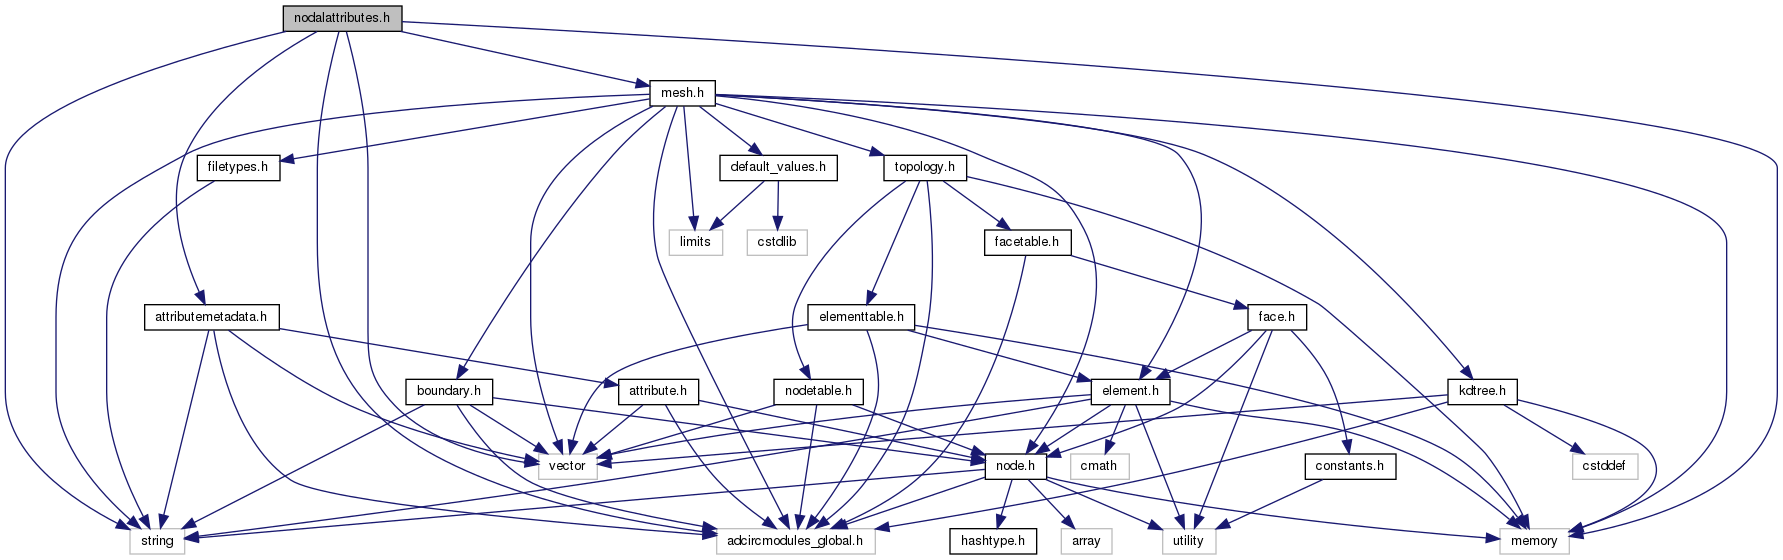 nodalattributes.h
mesh.h
filetypes.h
default_values.h
topology.h
limits
cstdlib
facetable.h
attributemetadata.h
elementtable.h
face.h
boundary.h
attribute.h
nodetable.h
element.h
kdtree.h
vector
node.h
cmath
constants.h
cstddef
string
adcircmodules_global.h
hashtype.h
array
utility
memory